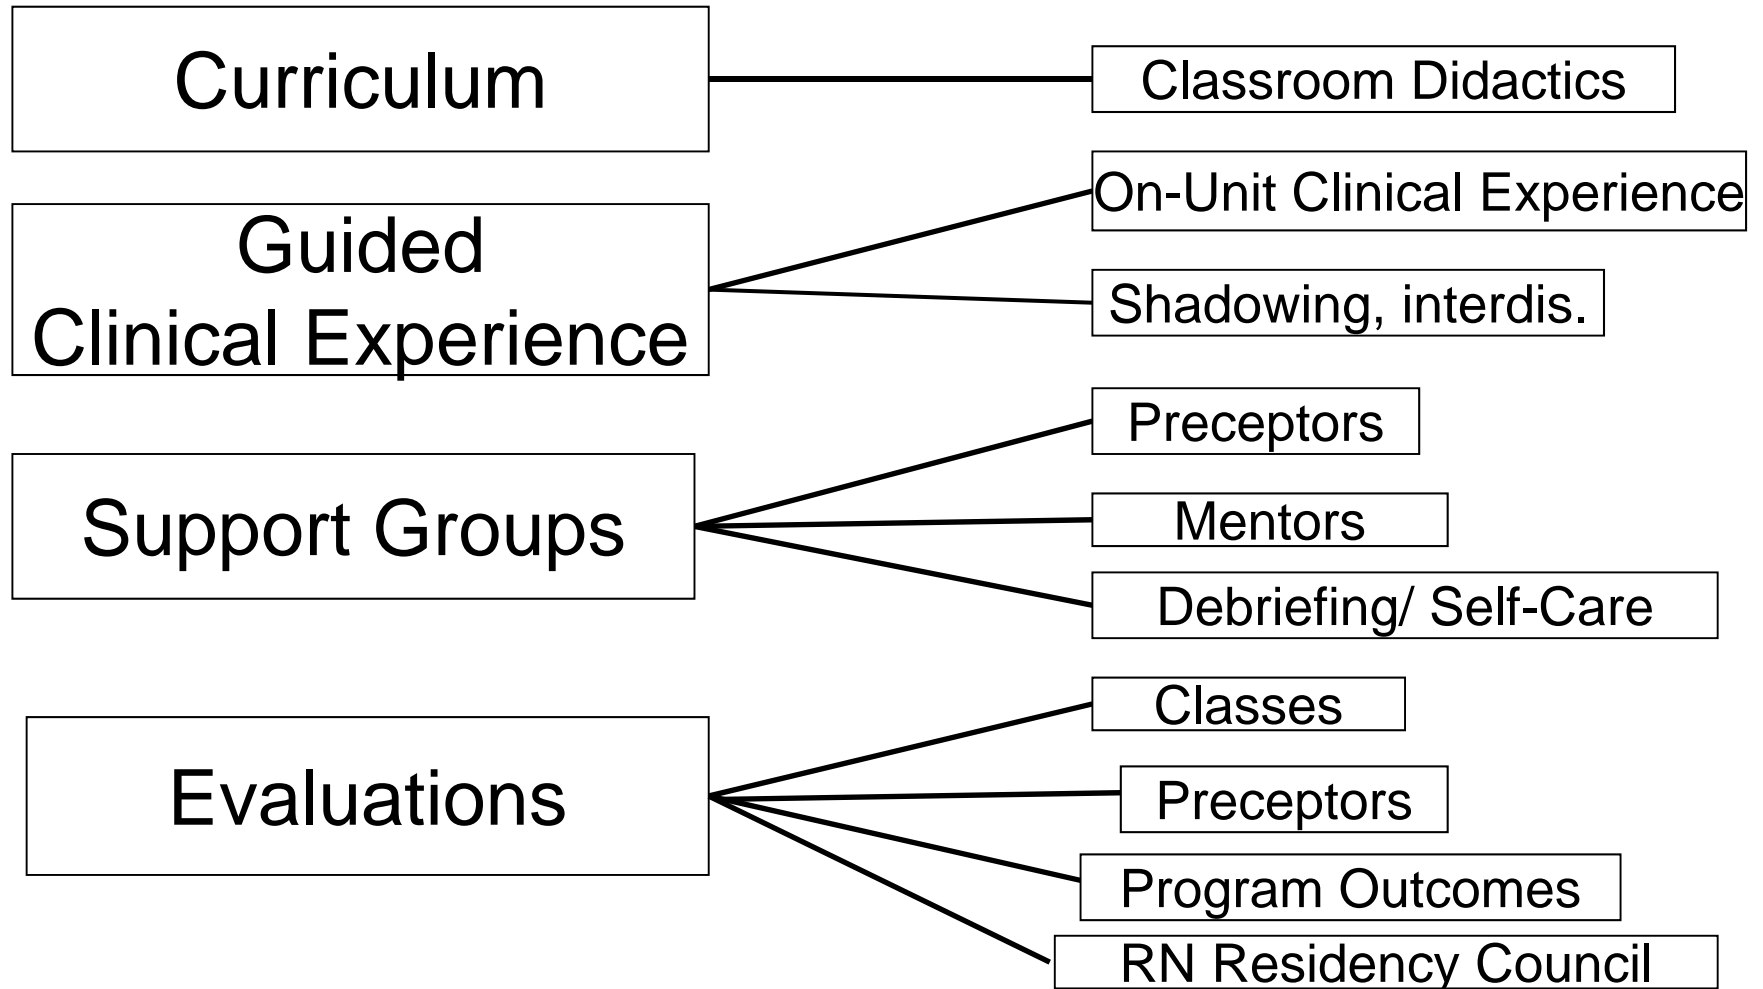 Curriculum
Classroom Didactics
Guided
Clinical Experience
On-Unit Clinical Experience
Shadowing, interdis.
Support Groups
Preceptors
Mentors
Debriefing/ Self-Care
Evaluations
Classes
Preceptors
Program Outcomes
RN Residency Council